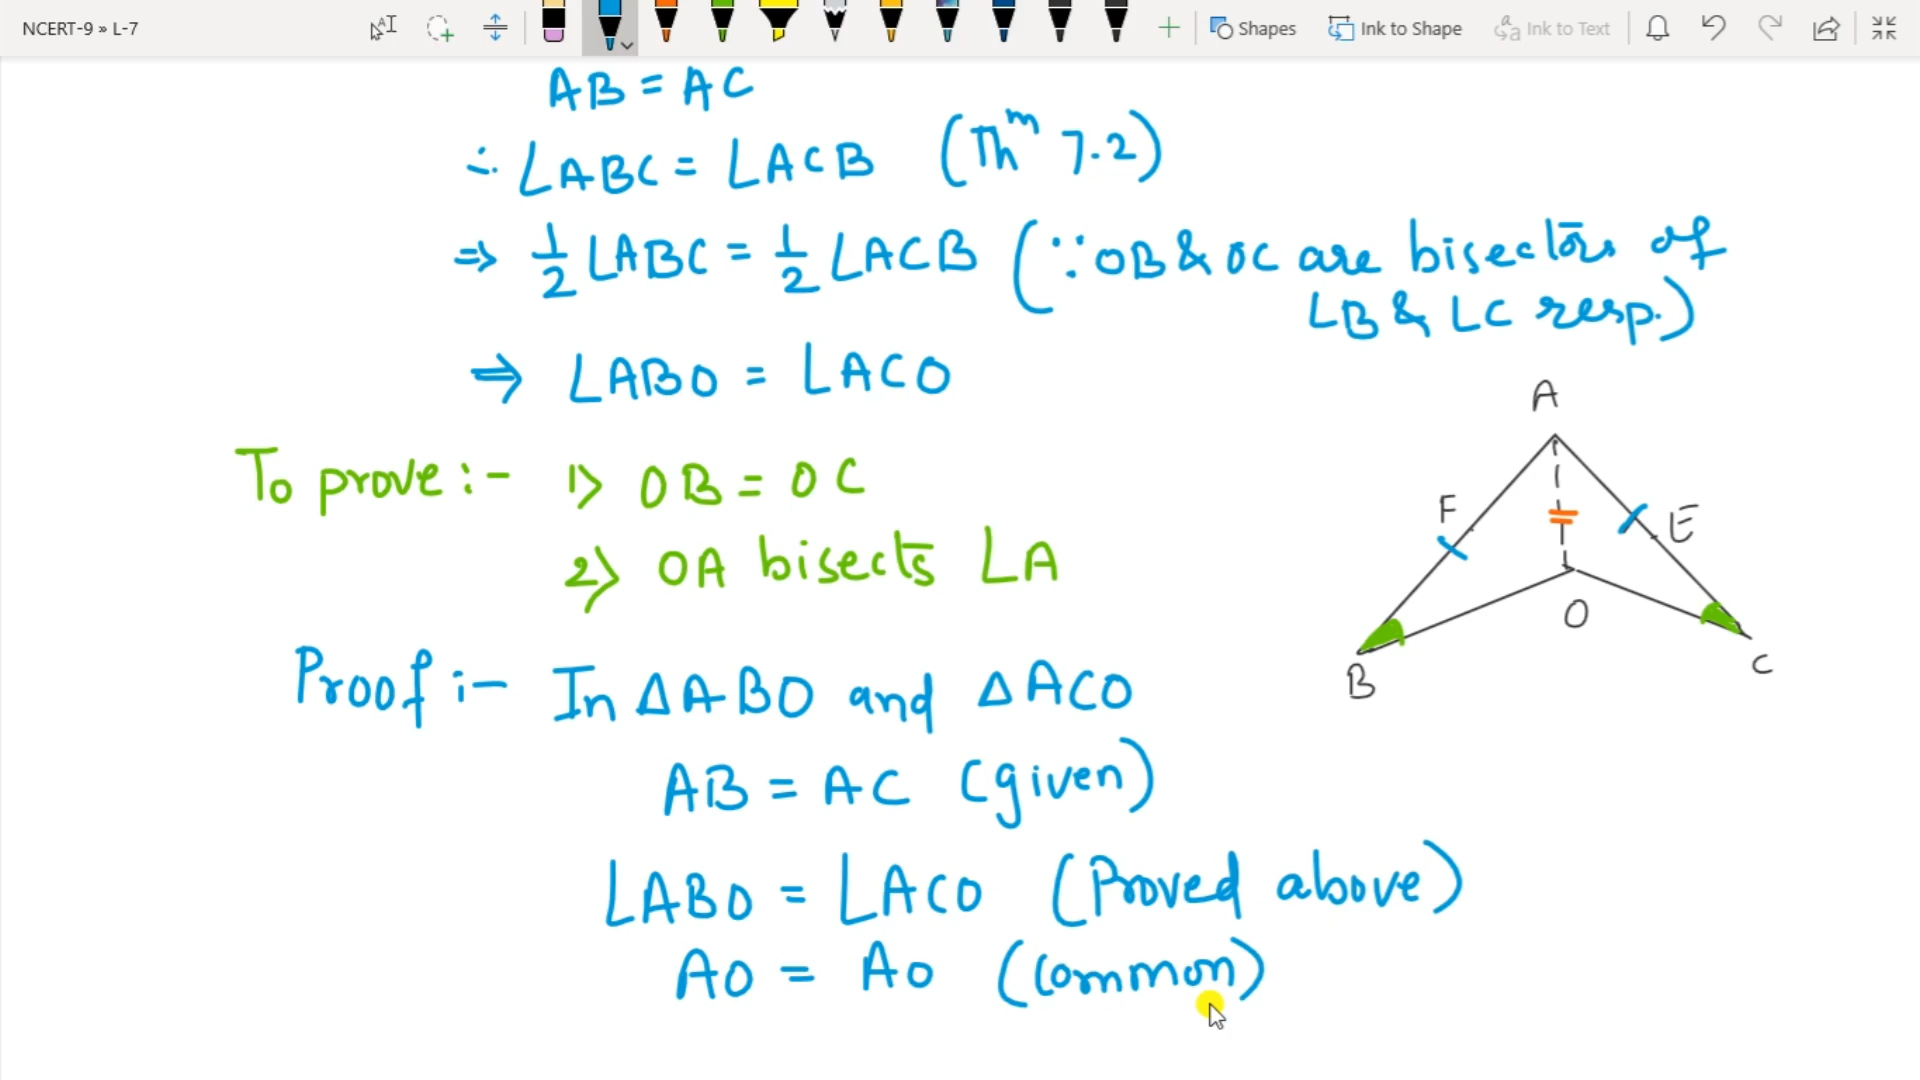 NCERT-9 » L-7
Shapes
Ink to Shape
Ink to Text
AB = AC
∴ ∠ABC = ∠ACB (Thᵐ 7.2)
⇒ 1/2 ∠ABC = 1/2 ∠ACB (∵ OB & OC are bisectors of
∠B & ∠C resp.)
⇒ ∠ABO = ∠ACO
To prove :- 1> OB = OC
2> OA bisects ∠A
Proof :- In ΔABO and ΔACO
AB = AC (given)
∠ABO = ∠ACO (Proved above)
AO = AO (Common)
A
F
E
O
B
C